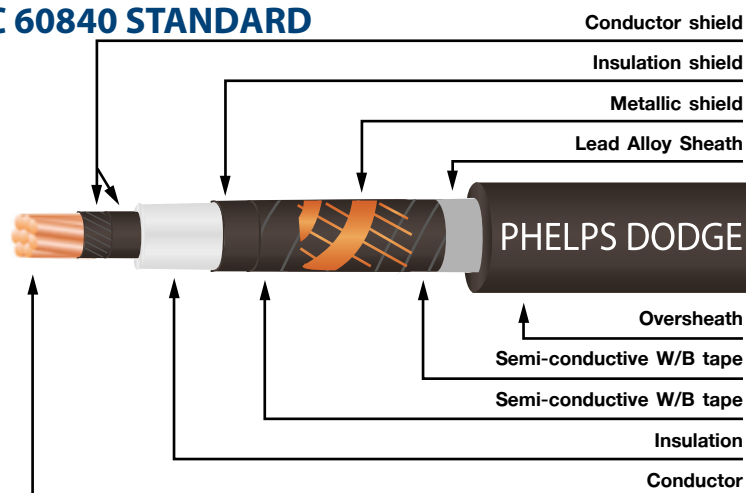 C 60840 STANDARD
Conductor shield
Insulation shield
Metallic shield
Lead Alloy Sheath
PHELPS DODGE
Oversheath
Semi-conductive W/B tape
Semi-conductive W/B tape
Insulation
Conductor